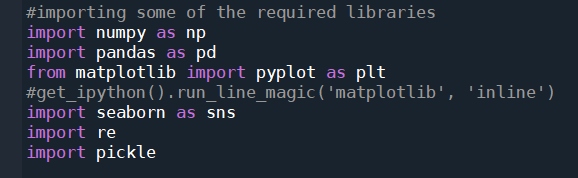 #importing some of the required libraries
import numpy as np
import pandas as pd
from matplotlib import pyplot as plt
#get_ipython().run_line_magic('matplotlib', 'inline')
import seaborn as sns
import re
import pickle